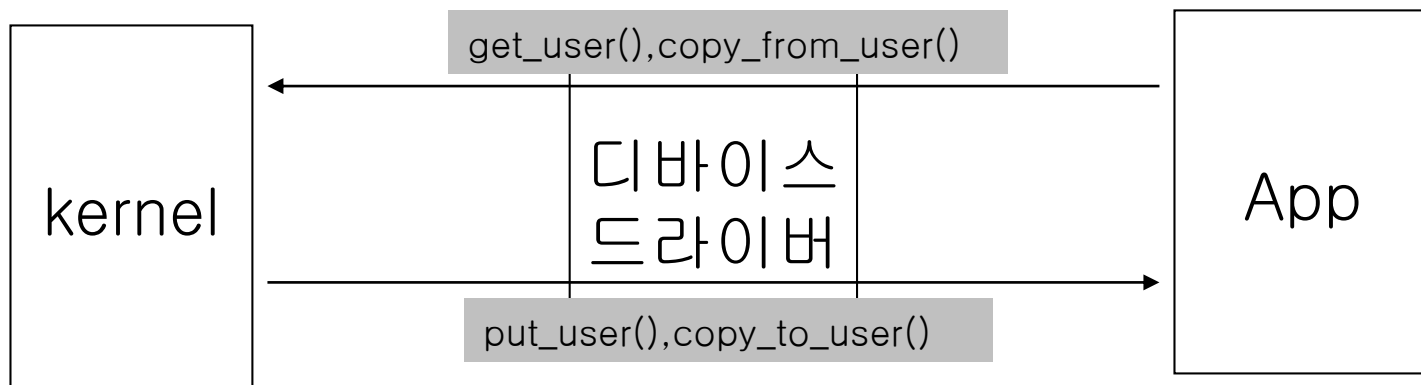 get_user(),copy_from_user()
디바이스
드라이버
kernel
App
put_user(),copy_to_user()